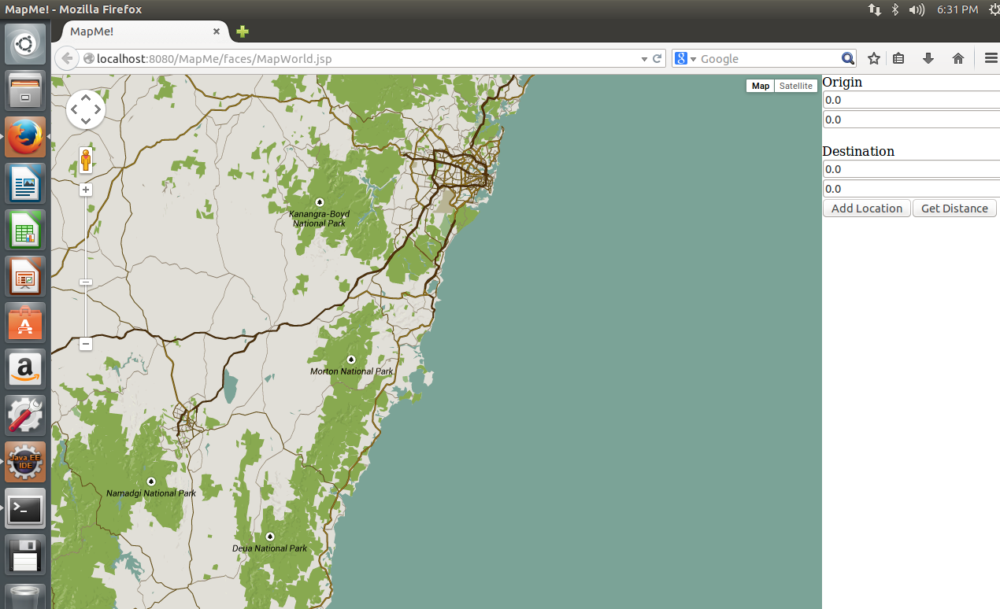 MapMe! - Mozilla Firefox
6:31 PM
MapMe!
localhost:8080/MapMe/faces/MapWorld.jsp
8
Google
Map
Satellite
Origin
0.0
0.0
Destination
0.0
0.0
Add Location
Get Distance
Kanangra-Boyd
National Park
Morton National Park
Namadgi National Park
Deua National Park
A
a
Java EE
IDE
>_